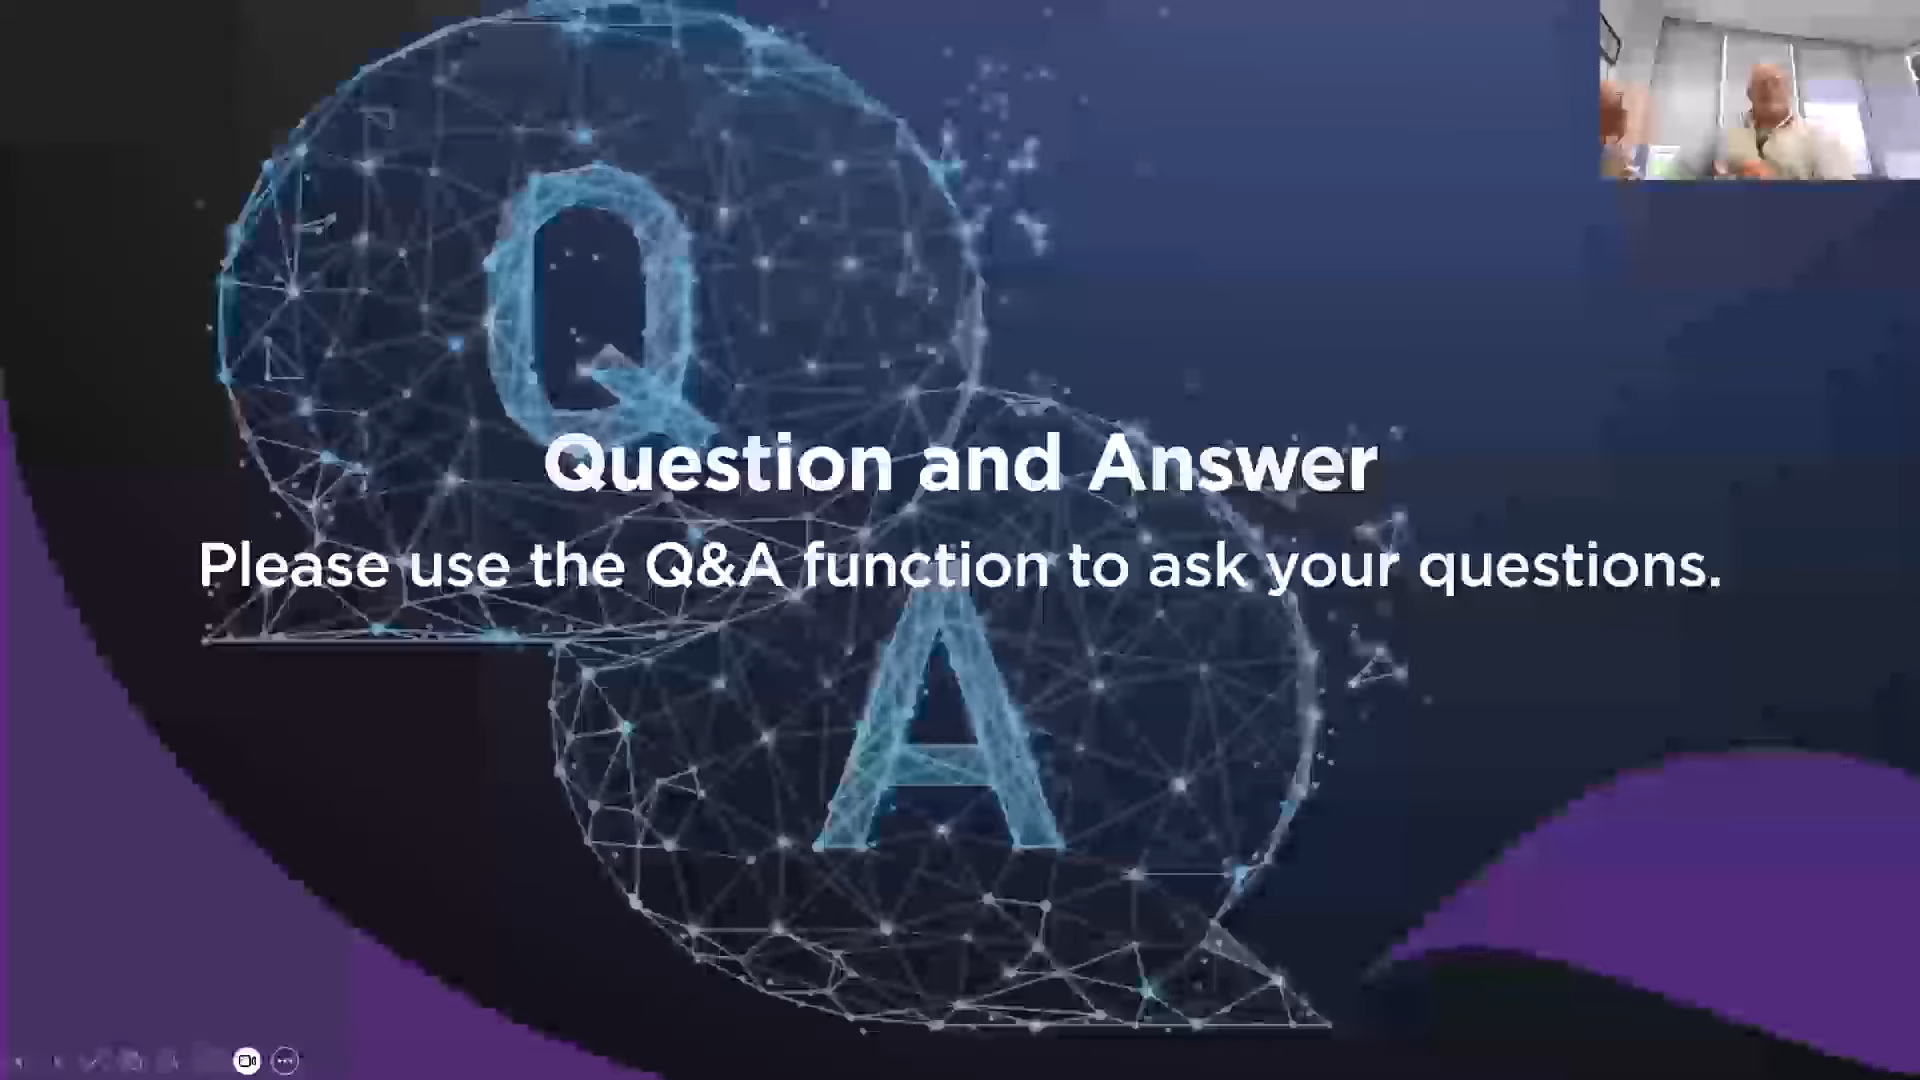 Q
Question and Answer
Please use the Q&A function to ask your questions.
A